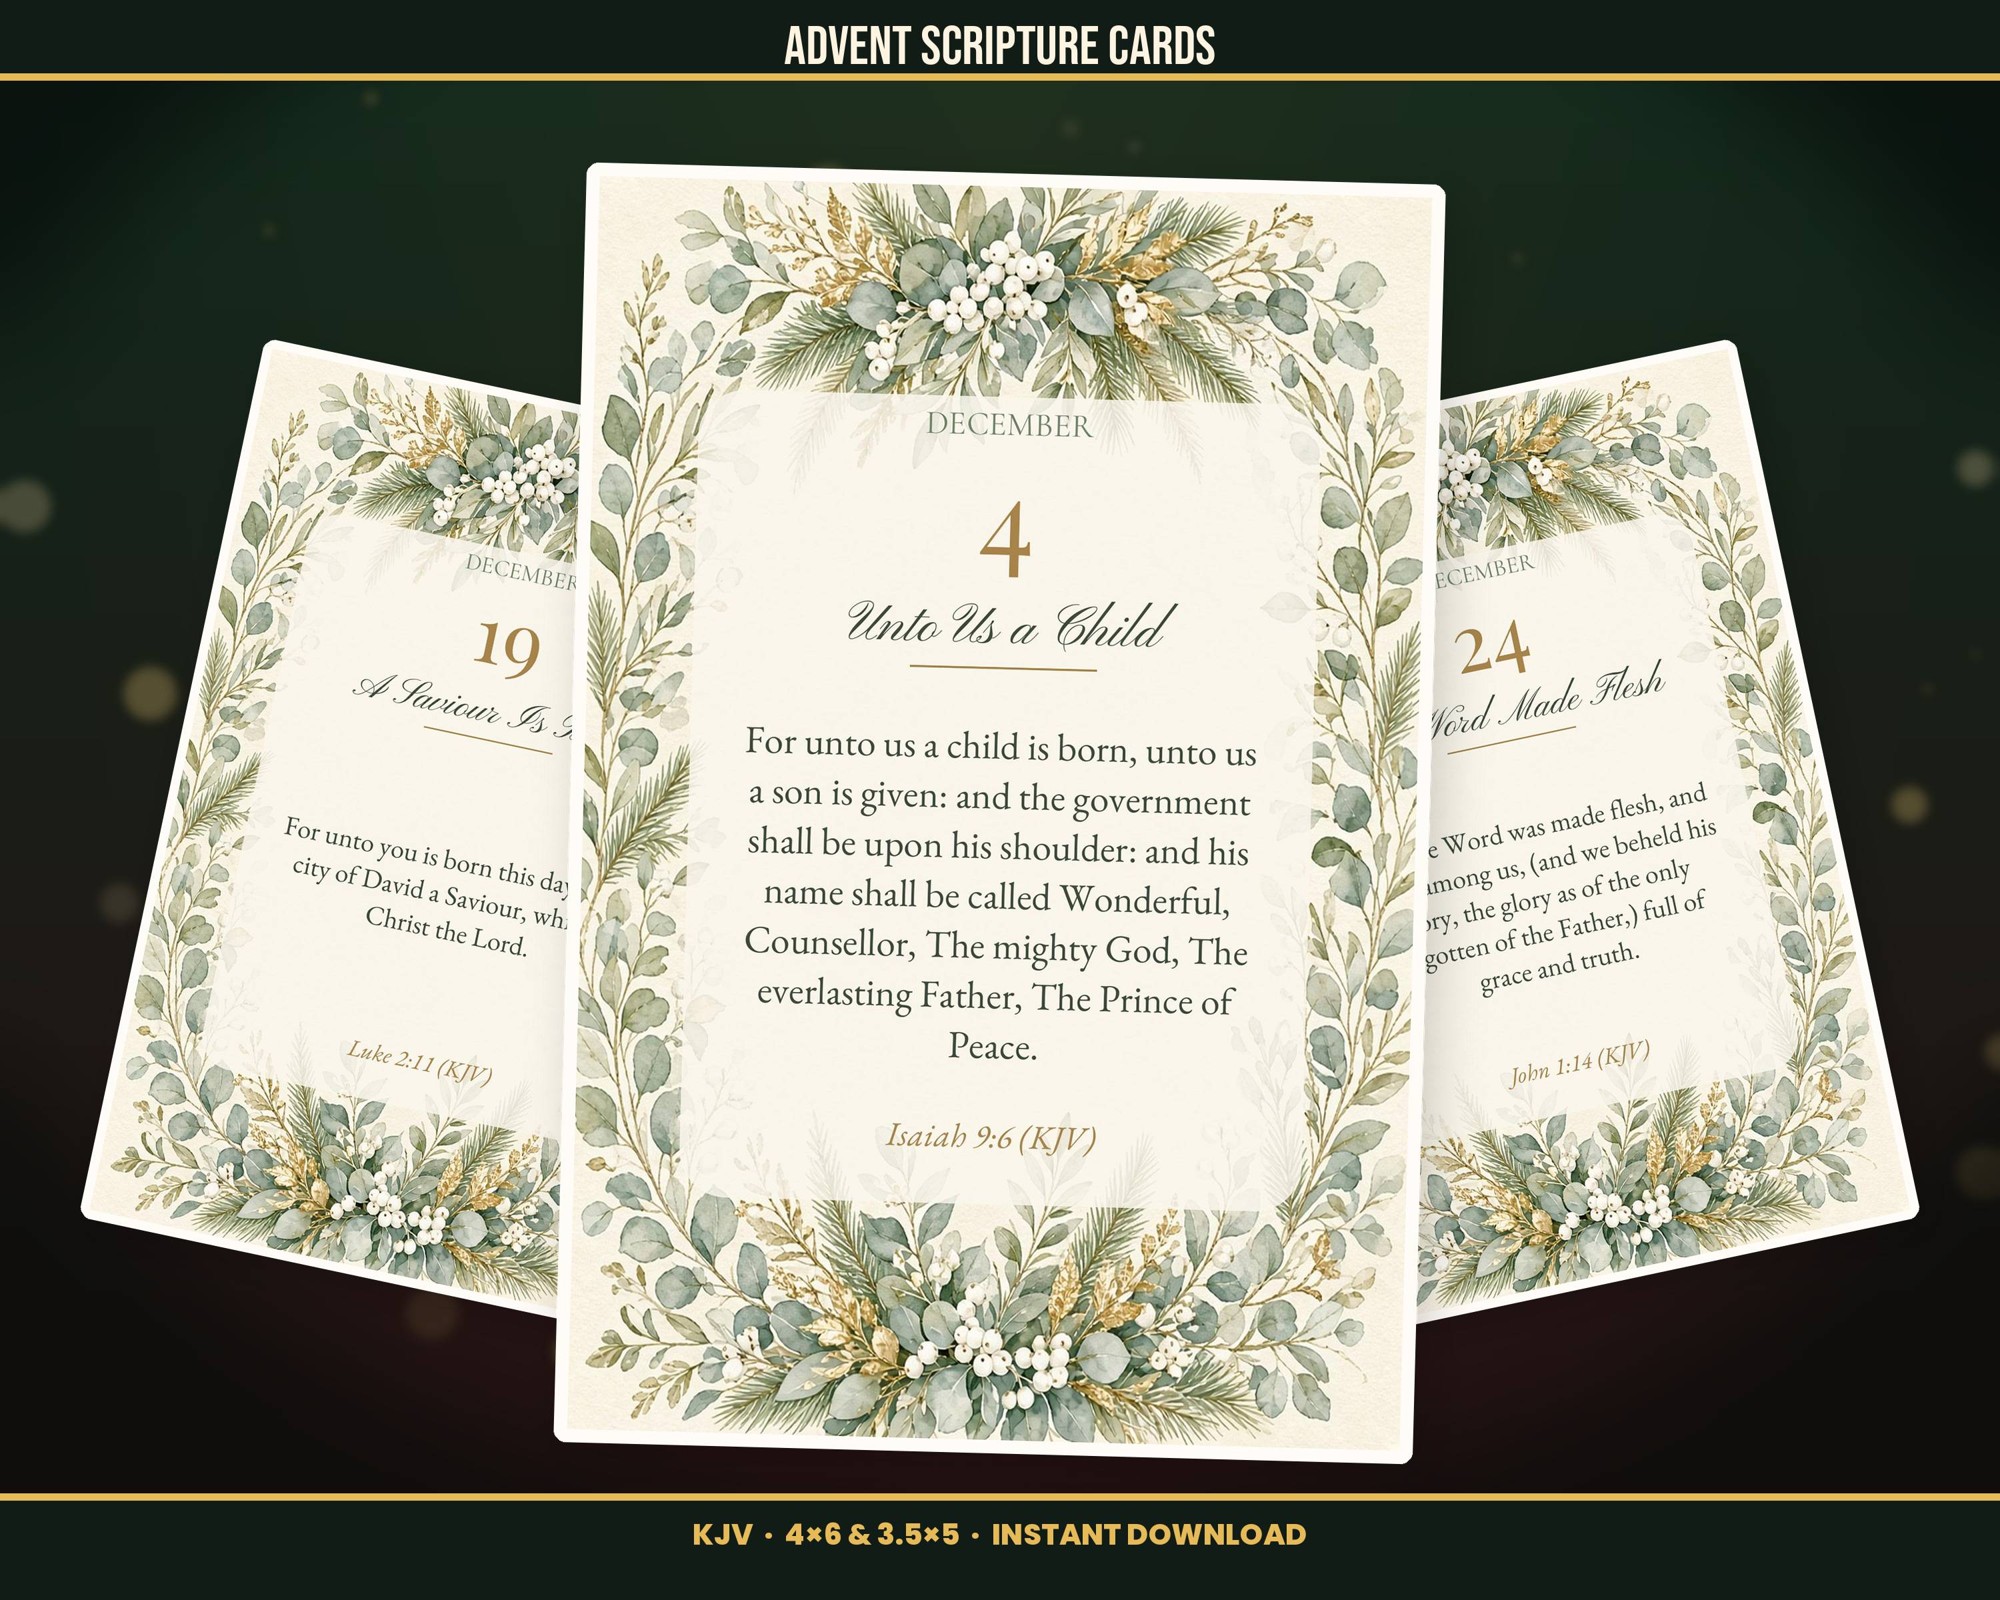 ADVENT SCRIPTURE CARDS
DECEMBER
19
A Saviour Is
For unto you is born this day
city of David a Saviour,
Christ the Lord.
Luke 2:11 (KJV)
DECEMBER
4
Unto Us a Child
For unto us a child is born, unto us
a son is given: and the government
shall be upon his shoulder: and his
name shall be called Wonderful,
Counsellor, The mighty God, The
everlasting Father, The Prince of
Peace.
Isaiah 9:6 (KJV)
24
Word Made Flesh
Word was made flesh, and
among us, (and we beheld his
the glory as of the only
of the Father,) full of
grace and truth.
John 1:14 (KJV)
KJV · 4×6 & 3.5×5 · INSTANT DOWNLOAD